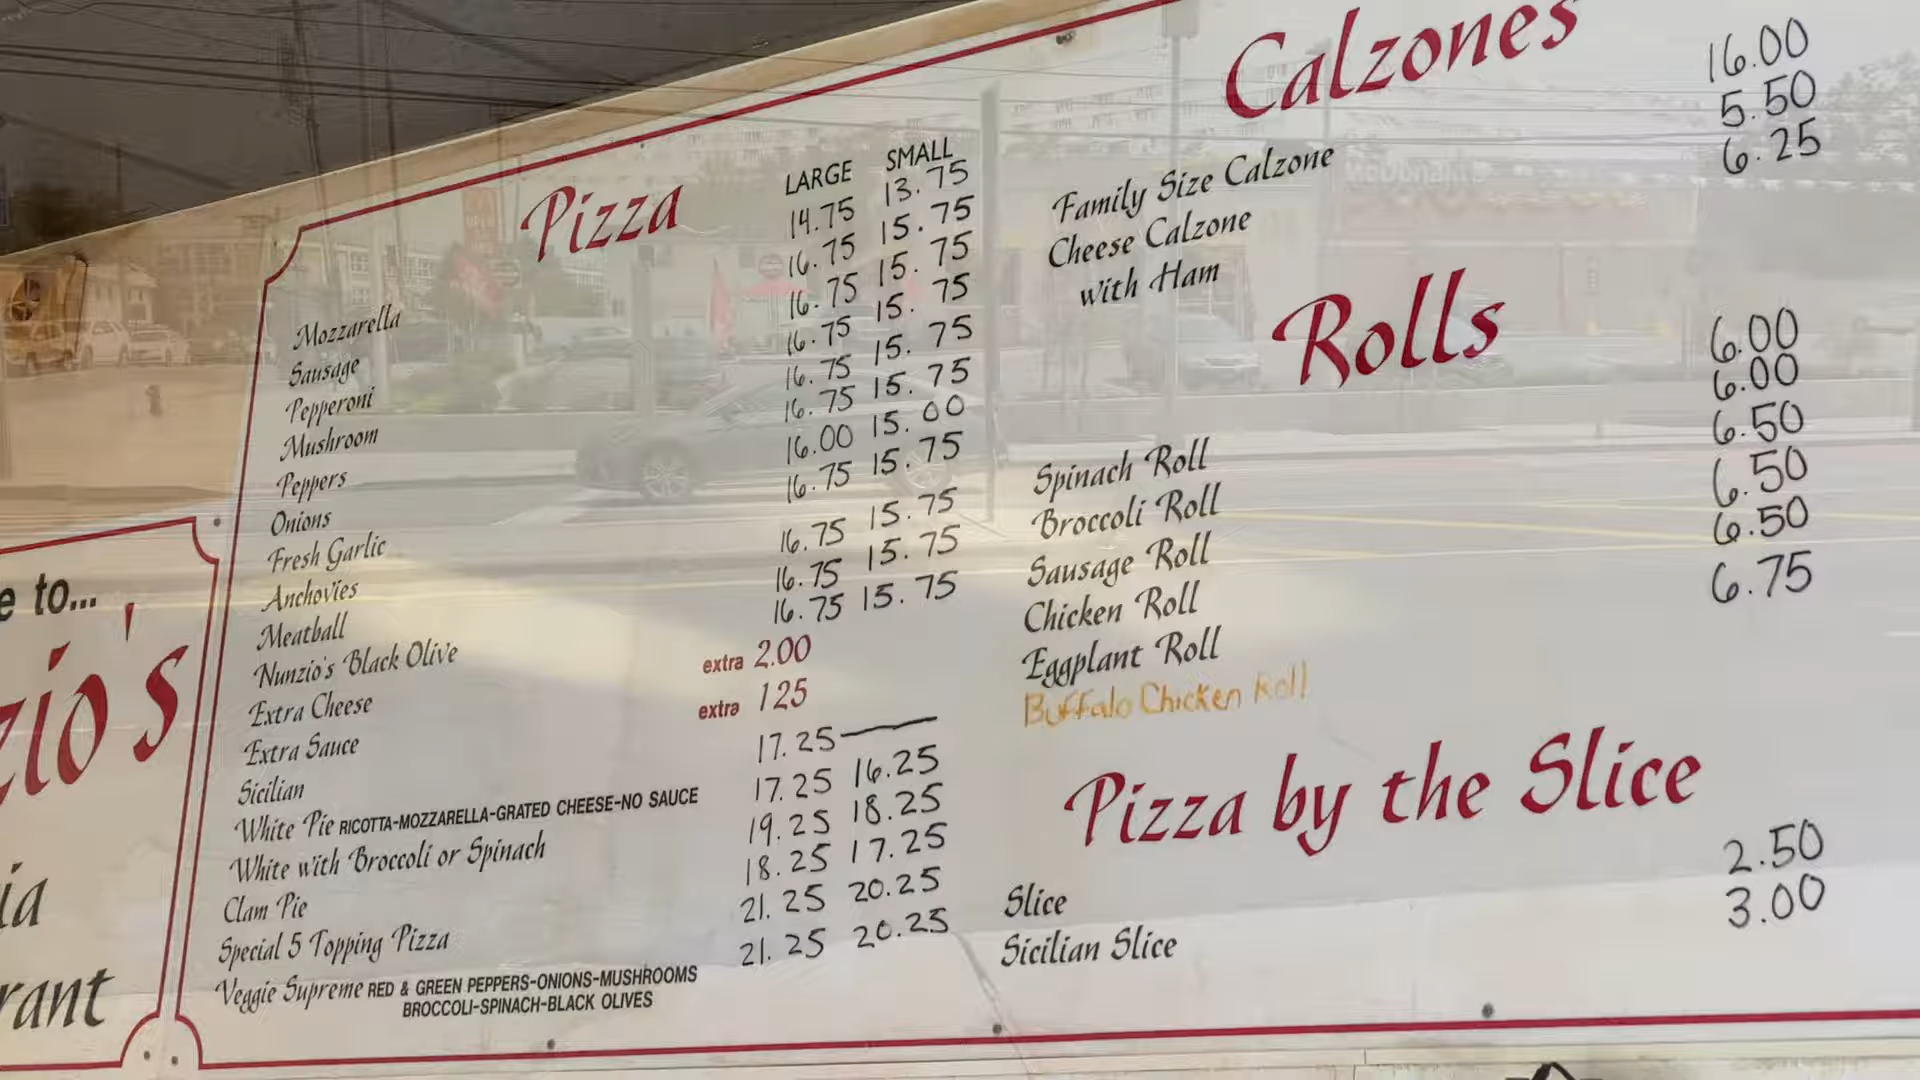 Pizza
LARGE SMALL
Mozzarella
Sausage
Pepperoni
Mushroom
Peppers
Onions
Fresh Garlic
Anchovies
Meatball
Nunzio's Black Olive
Extra Cheese
Extra Sauce
Sicilian
White Pie RICOTTA-MOZZARELLA-GRATED CHEESE-NO SAUCE
White with Broccoli or Spinach
Clam Pie
Special 5 Topping Pizza
Veggie Supreme RED & GREEN PEPPERS-ONIONS-MUSHROOMS
BROCCOLI-SPINACH-BLACK OLIVES
14.75 13.75
16.75 15.75
16.75 15.75
16.75 15.75
16.75 15.75
16.75 15.75
16.00 15.00
16.75 15.75
16.75 15.75
16.75 15.75
16.75 15.75
extra 2.00
extra 125
17.25 —
17.25 16.25
19.25 18.25
18.25 17.25
21.25 20.25
21.25 20.25
Calzones
Family Size Calzone 16.00
Cheese Calzone 5.50
with Ham 6.25
Rolls
Spinach Roll 6.00
Broccoli Roll 6.00
Sausage Roll 6.50
Chicken Roll 6.50
Eggplant Roll 6.50
Buffalo Chicken Roll 6.75
Pizza by the Slice
Slice 2.50
Sicilian Slice 3.00
e to...
zio's
ia
rant
McDonald's